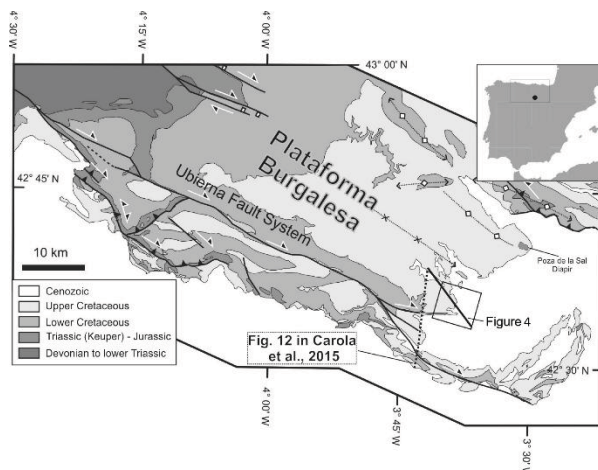 4° 30' W
4° 15' W
4° 00' W
43° 00' N
42° 45' N
Plataforma
Burgalesa
Ubierna Fault System
10 km
Poza de la Sal
Diapir
Cenozoic
Upper Cretaceous
Lower Cretaceous
Triassic (Keuper) - Jurassic
Devonian to lower Triassic
Figure 4
Fig. 12 in Carola
et al., 2015
42° 30' N
4° 00' W
3° 45' W
3° 30' W